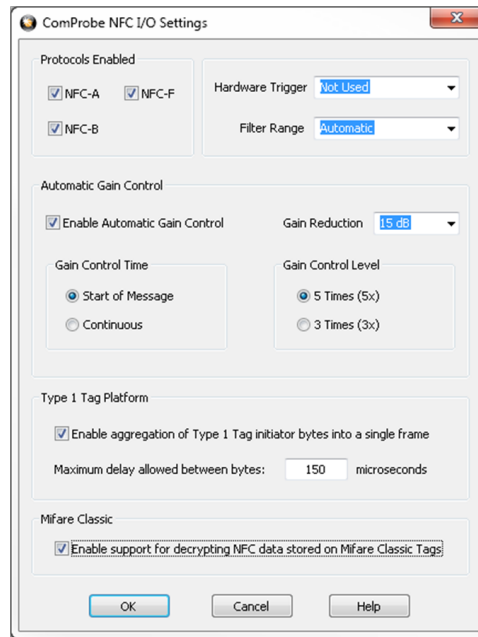 ComProbe NFC I/O Settings
Protocols Enabled
NFC-A NFC-F
NFC-B
Hardware Trigger Not Used
Filter Range Automatic
Automatic Gain Control
Enable Automatic Gain Control Gain Reduction 15 dB
Gain Control Time
Start of Message
Continuous
Gain Control Level
5 Times (5x)
3 Times (3x)
Type 1 Tag Platform
Enable aggregation of Type 1 Tag initiator bytes into a single frame
Maximum delay allowed between bytes: 150 microseconds
Mifare Classic
Enable support for decrypting NFC data stored on Mifare Classic Tags
OK Cancel Help